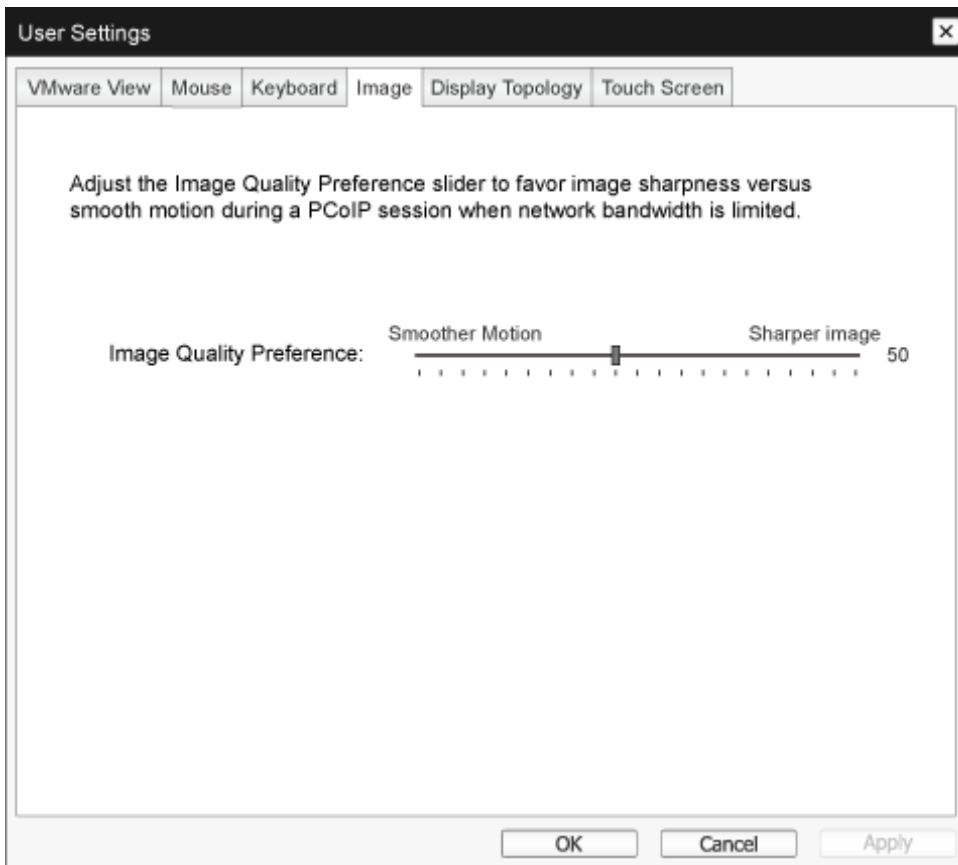 User Settings
VMware View Mouse Keyboard Image Display Topology Touch Screen
Adjust the Image Quality Preference slider to favor image sharpness versus
smooth motion during a PCoIP session when network bandwidth is limited.
Smoother Motion Sharper image
Image Quality Preference: 50
OK Cancel Apply